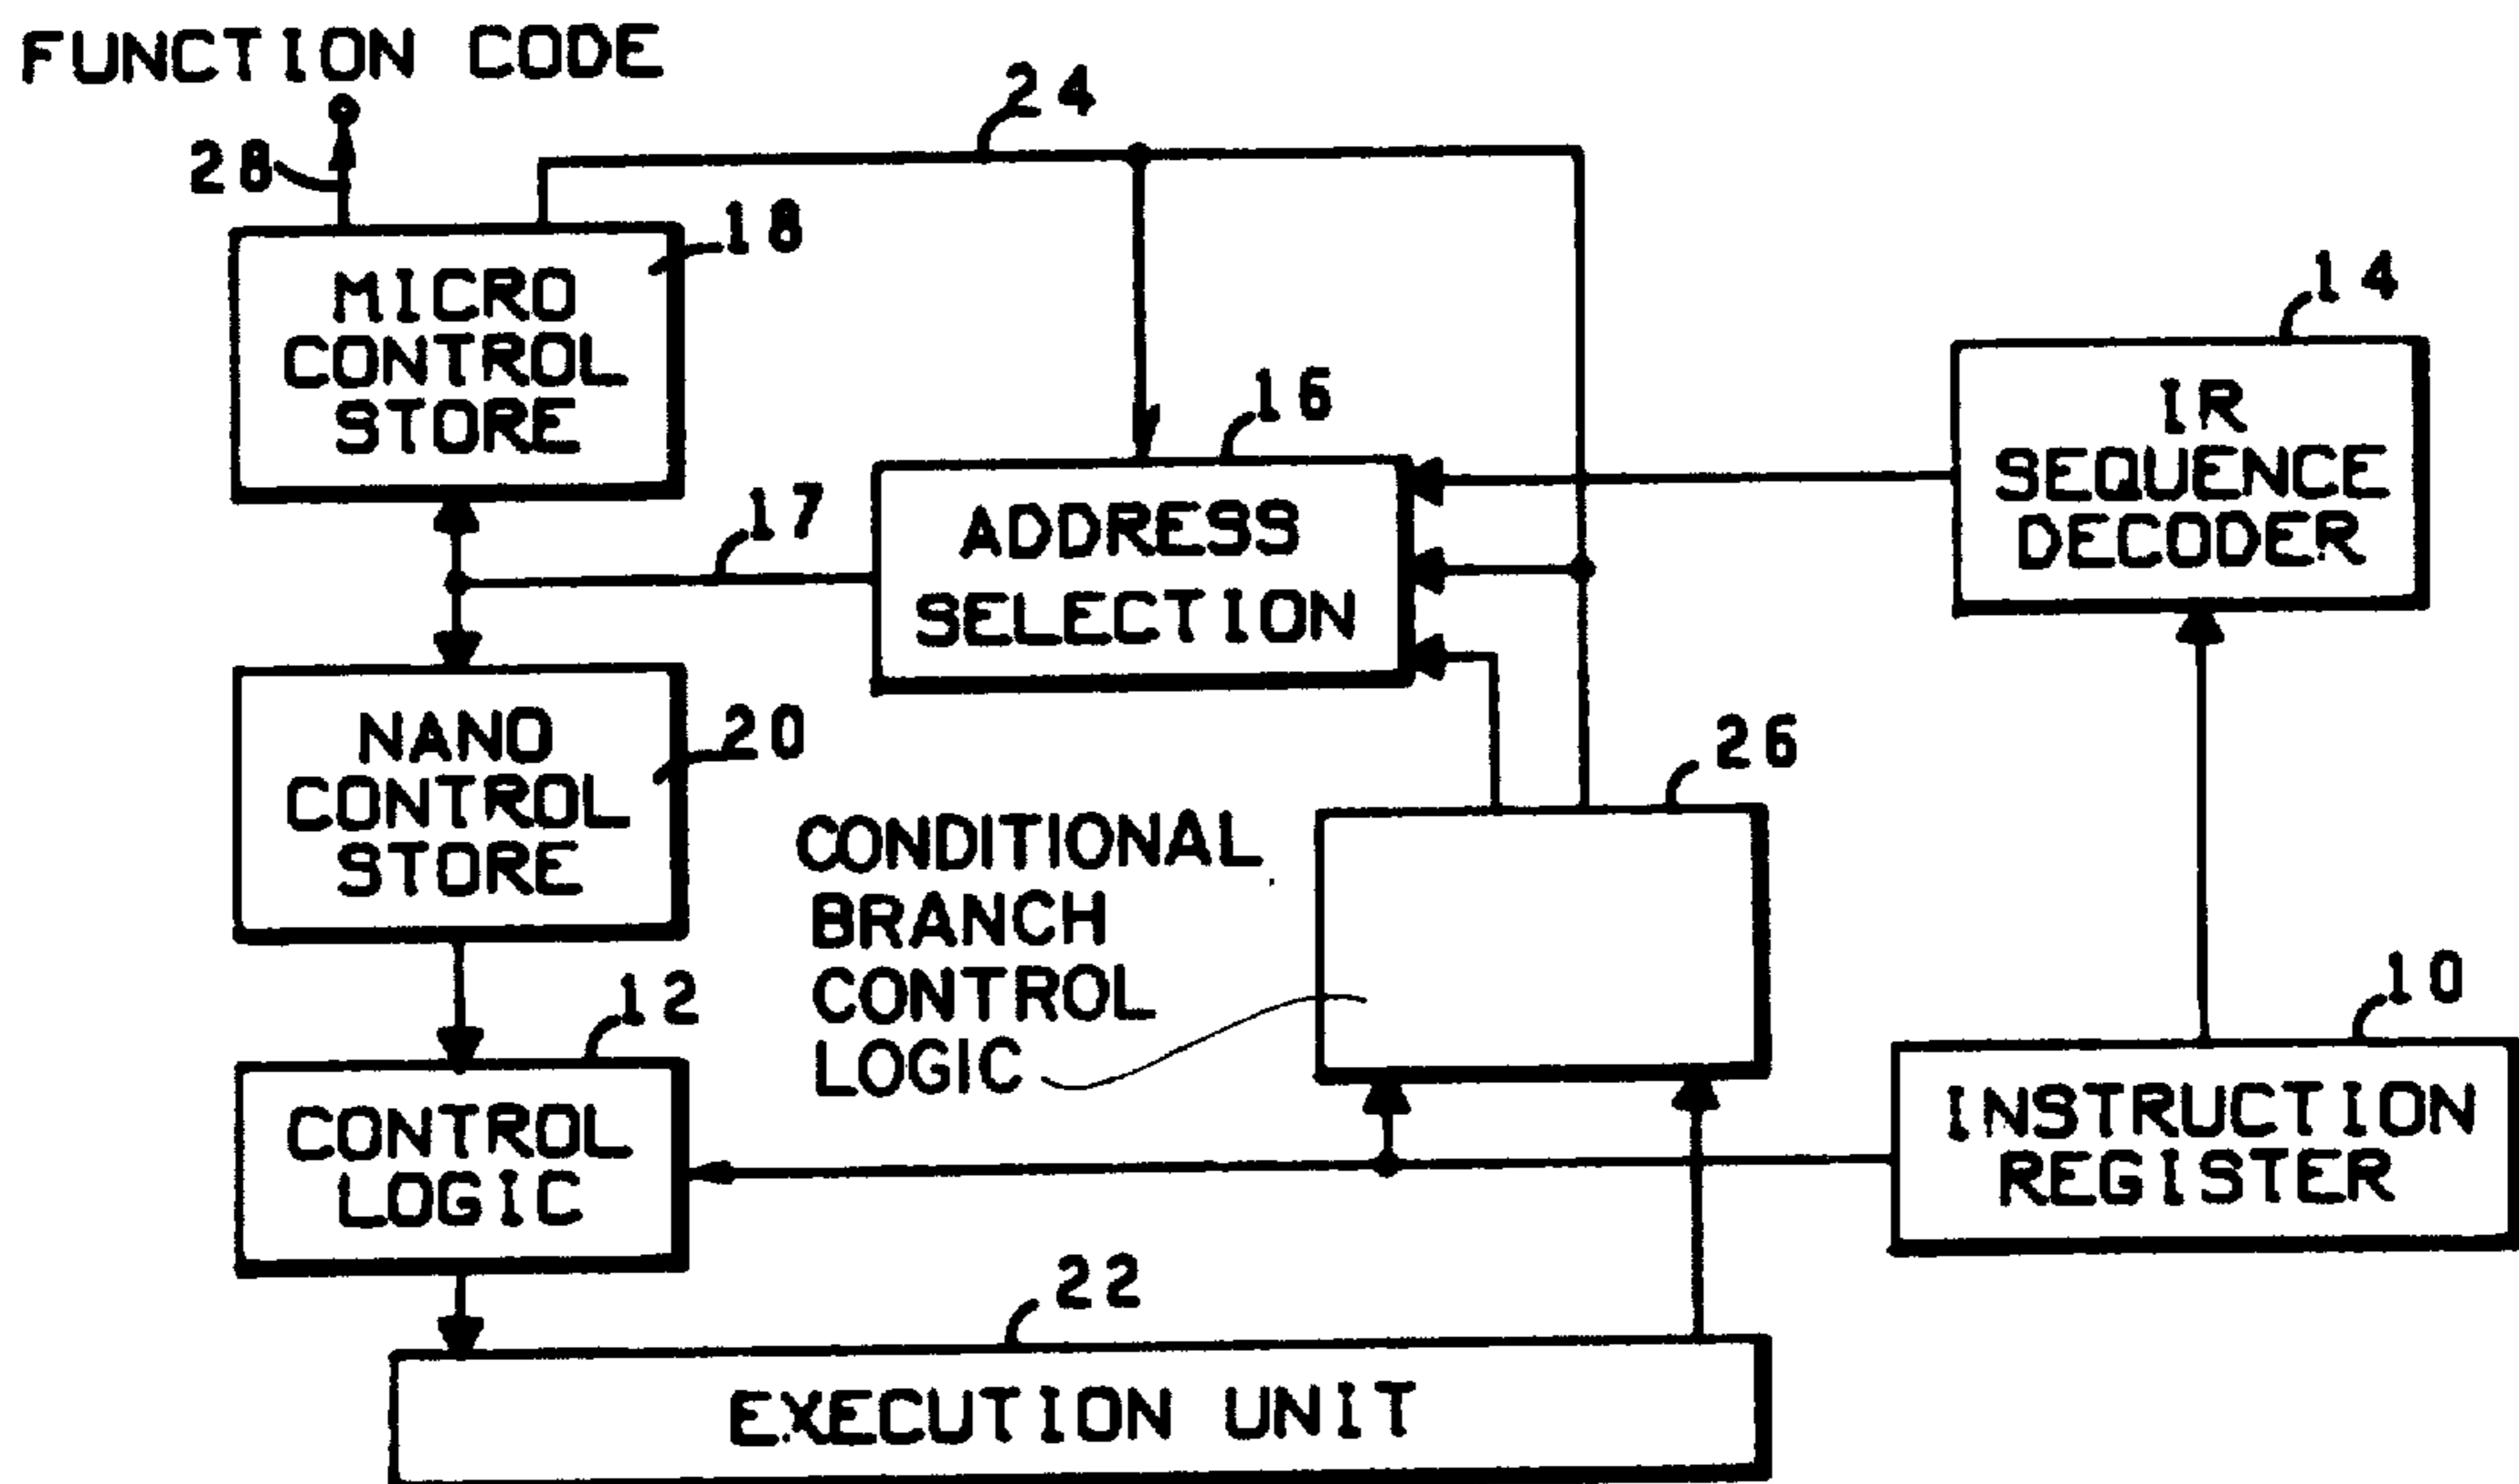 FUNCTION CODE
24
28
18
MICRO
CONTROL
STORE
14
IR
SEQUENCE
DECODER
16
17
ADDRESS
SELECTION
20
NANO
CONTROL
STORE
26
CONDITIONAL
BRANCH
CONTROL
LOGIC
12
CONTROL
LOGIC
10
INSTRUCTION
REGISTER
22
EXECUTION UNIT